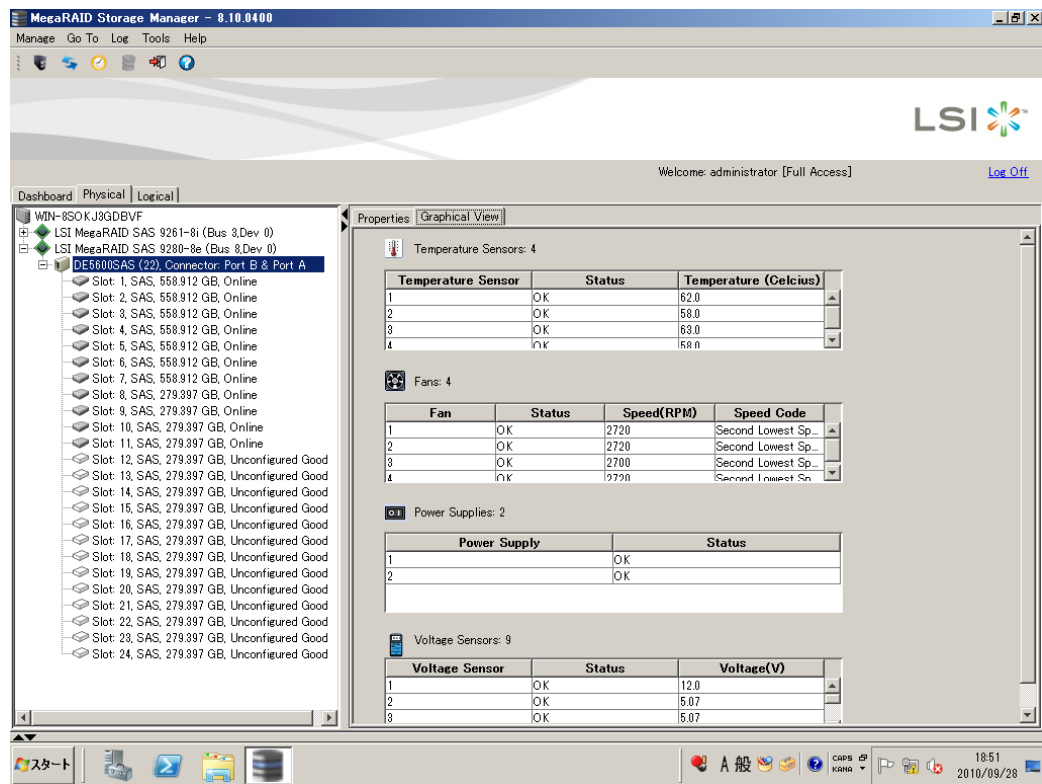 MegaRAID Storage Manager - 8.10.0400
Manage Go To Log Tools Help
LSI
Welcome: administrator [Full Access]
Log Off
Dashboard Physical Logical
WIN-8SOKJ3GDBVF
LSI MegaRAID SAS 9261-8i (Bus 3,Dev 0)
LSI MegaRAID SAS 9280-8e (Bus 8,Dev 0)
DE5600SAS (22), Connector: Port B & Port A
Slot: 1, SAS, 558.912 GB, Online
Slot: 2, SAS, 558.912 GB, Online
Slot: 3, SAS, 558.912 GB, Online
Slot: 4, SAS, 558.912 GB, Online
Slot: 5, SAS, 558.912 GB, Online
Slot: 6, SAS, 558.912 GB, Online
Slot: 7, SAS, 558.912 GB, Online
Slot: 8, SAS, 279.397 GB, Online
Slot: 9, SAS, 279.397 GB, Online
Slot: 10, SAS, 279.397 GB, Online
Slot: 11, SAS, 279.397 GB, Online
Slot: 12, SAS, 279.397 GB, Unconfigured Good
Slot: 13, SAS, 279.397 GB, Unconfigured Good
Slot: 14, SAS, 279.397 GB, Unconfigured Good
Slot: 15, SAS, 279.397 GB, Unconfigured Good
Slot: 16, SAS, 279.397 GB, Unconfigured Good
Slot: 17, SAS, 279.397 GB, Unconfigured Good
Slot: 18, SAS, 279.397 GB, Unconfigured Good
Slot: 19, SAS, 279.397 GB, Unconfigured Good
Slot: 20, SAS, 279.397 GB, Unconfigured Good
Slot: 21, SAS, 279.397 GB, Unconfigured Good
Slot: 22, SAS, 279.397 GB, Unconfigured Good
Slot: 23, SAS, 279.397 GB, Unconfigured Good
Slot: 24, SAS, 279.397 GB, Unconfigured Good
Properties Graphical View
Temperature Sensors: 4
Temperature Sensor Status Temperature (Celcius)
1 OK 62.0
2 OK 58.0
3 OK 63.0
4 OK 58.0
Fans: 4
Fan Status Speed(RPM) Speed Code
1 OK 2720 Second Lowest Sp...
2 OK 2720 Second Lowest Sp...
3 OK 2700 Second Lowest Sp...
4 OK 2720 Second Lowest Sp...
Power Supplies: 2
Power Supply Status
1 OK
2 OK
Voltage Sensors: 9
Voltage Sensor Status Voltage(V)
1 OK 12.0
2 OK 5.07
3 OK 5.07
スタート
A 般
CAPS
KANA
18:51
2010/09/28